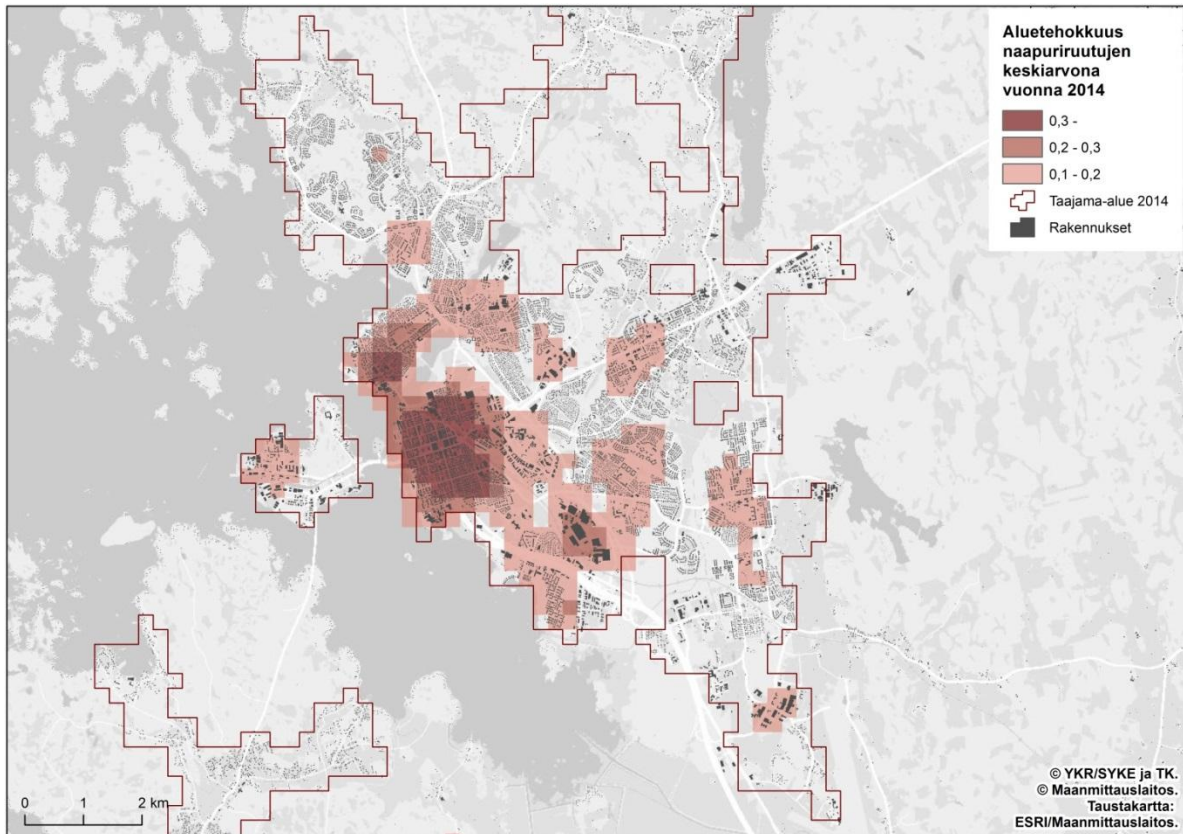 Aluetehokkuus
naapuriruutujen
keskiarvona
vuonna 2014
0,3 -
0,2 - 0,3
0,1 - 0,2
Taajama-alue 2014
Rakennukset
0 1 2 km
© YKR/SYKE ja TK.
© Maanmittauslaitos.
Taustakartta:
ESRI/Maanmittauslaitos.